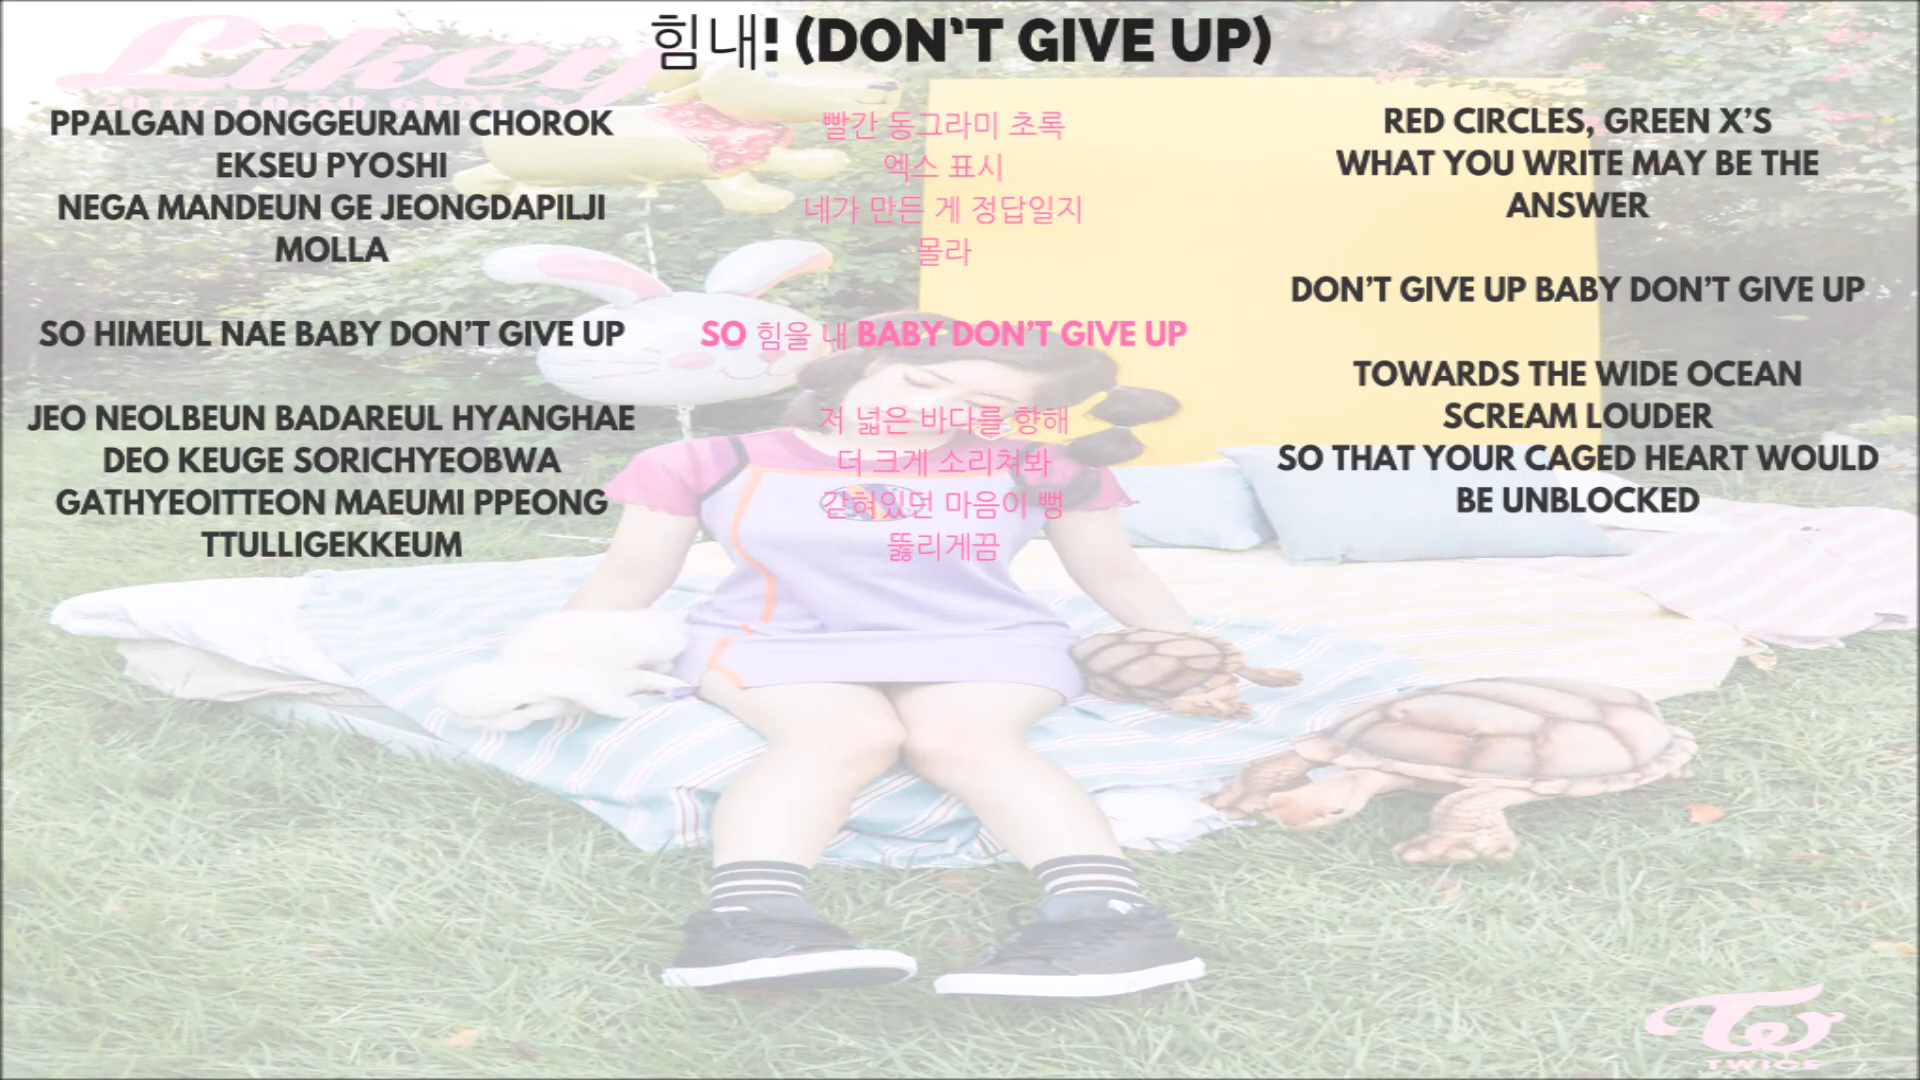 Likey
2017.10.30 6PM
힘내! (DON'T GIVE UP)
PPALGAN DONGGEURAMI CHOROK
EKSEU PYOSHI
NEGA MANDEUN GE JEONGDAPILJI
MOLLA
SO HIMEUL NAE BABY DON'T GIVE UP
JEO NEOLBEUN BADAREUL HYANGHAE
DEO KEUGE SORICHYEOBWA
GATHYEOITTEON MAEUMI PPEONG
TTULLIGEKKEUM
빨간 동그라미 초록
엑스 표시
네가 만든 게 정답일지
몰라
SO 힘을 내 BABY DON'T GIVE UP
저 넓은 바다를 향해
더 크게 소리쳐봐
갇혀있던 마음이 뻥
뚫리게끔
RED CIRCLES, GREEN X'S
WHAT YOU WRITE MAY BE THE
ANSWER
DON'T GIVE UP BABY DON'T GIVE UP
TOWARDS THE WIDE OCEAN
SCREAM LOUDER
SO THAT YOUR CAGED HEART WOULD
BE UNBLOCKED
TWICE